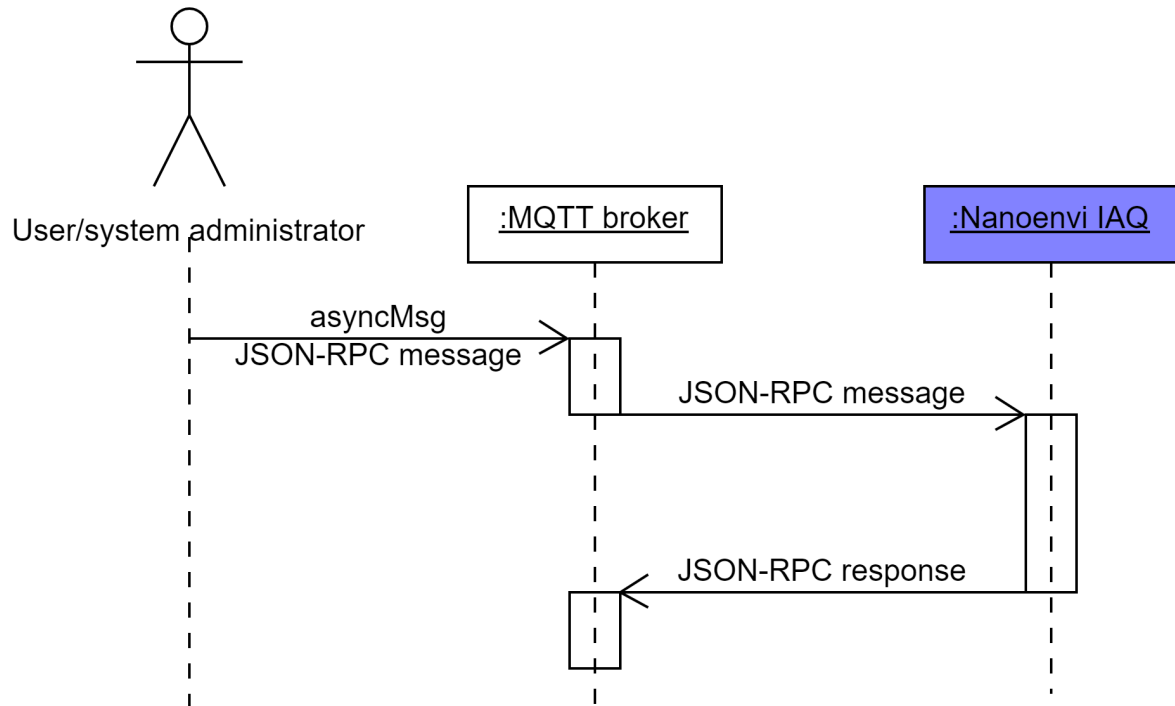 User/system administrator
:MQTT broker
:Nanoenvi IAQ
asyncMsg
JSON-RPC message
JSON-RPC message
JSON-RPC response